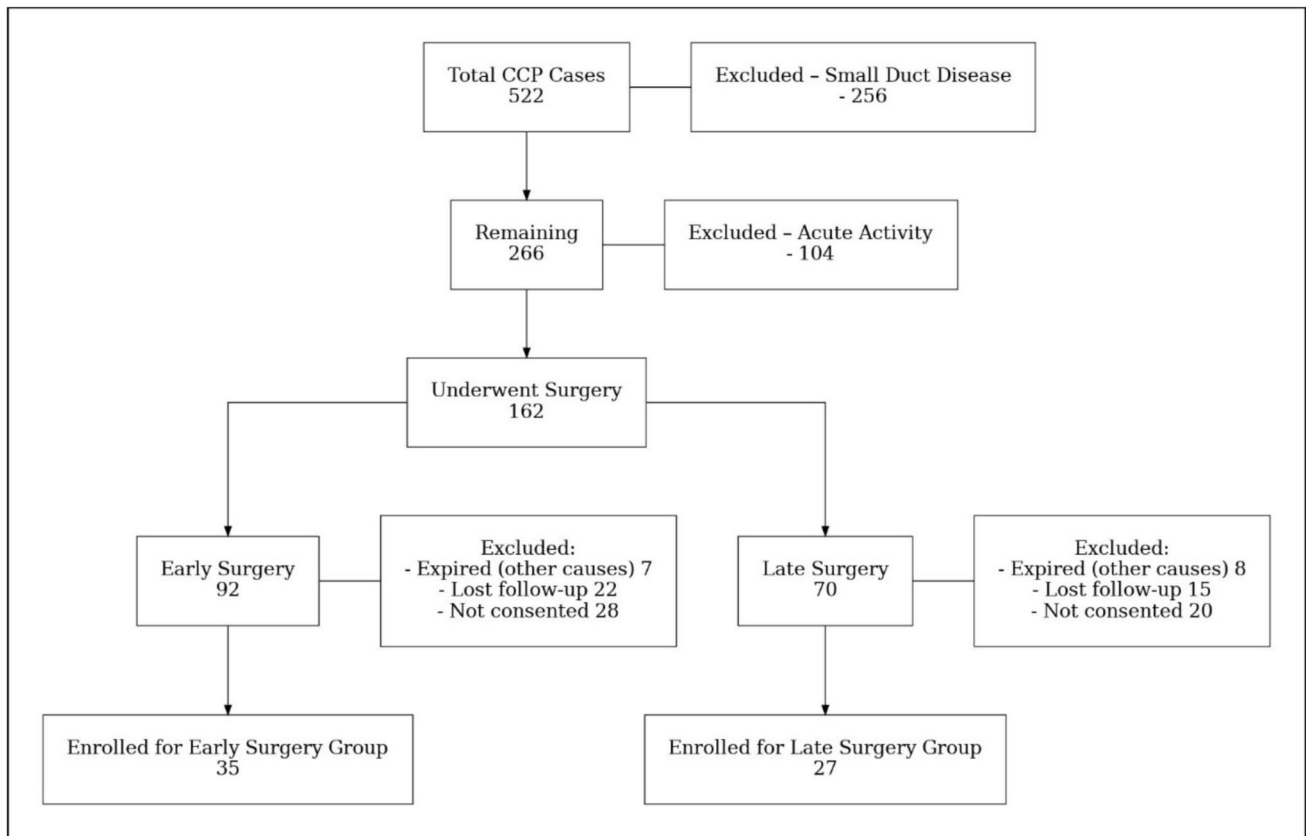 Total CCP Cases
522
Excluded – Small Duct Disease
- 256
Remaining
266
Excluded – Acute Activity
- 104
Underwent Surgery
162
Early Surgery
92
Excluded:
- Expired (other causes) 7
- Lost follow-up 22
- Not consented 28
Late Surgery
70
Excluded:
- Expired (other causes) 8
- Lost follow-up 15
- Not consented 20
Enrolled for Early Surgery Group
35
Enrolled for Late Surgery Group
27